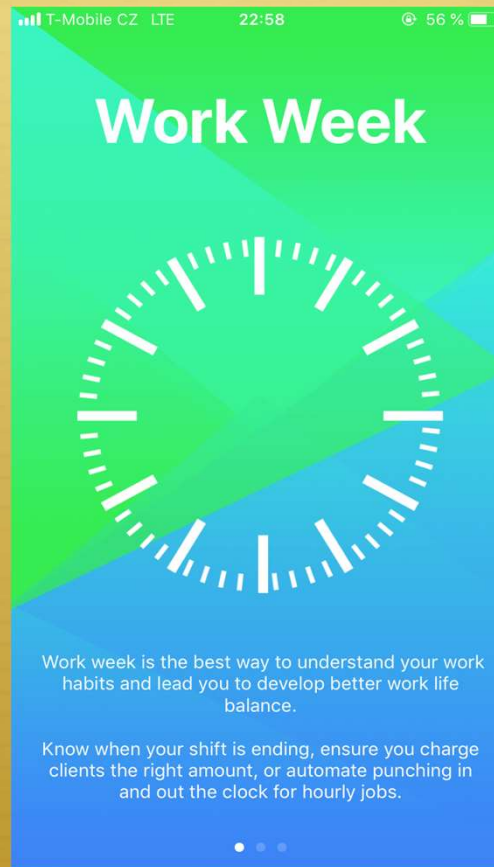 T-Mobile CZ LTE 22:58 56 %
Work Week
Work week is the best way to understand your work
habits and lead you to develop better work life
balance.
Know when your shift is ending, ensure you charge
clients the right amount, or automate punching in
and out the clock for hourly jobs.